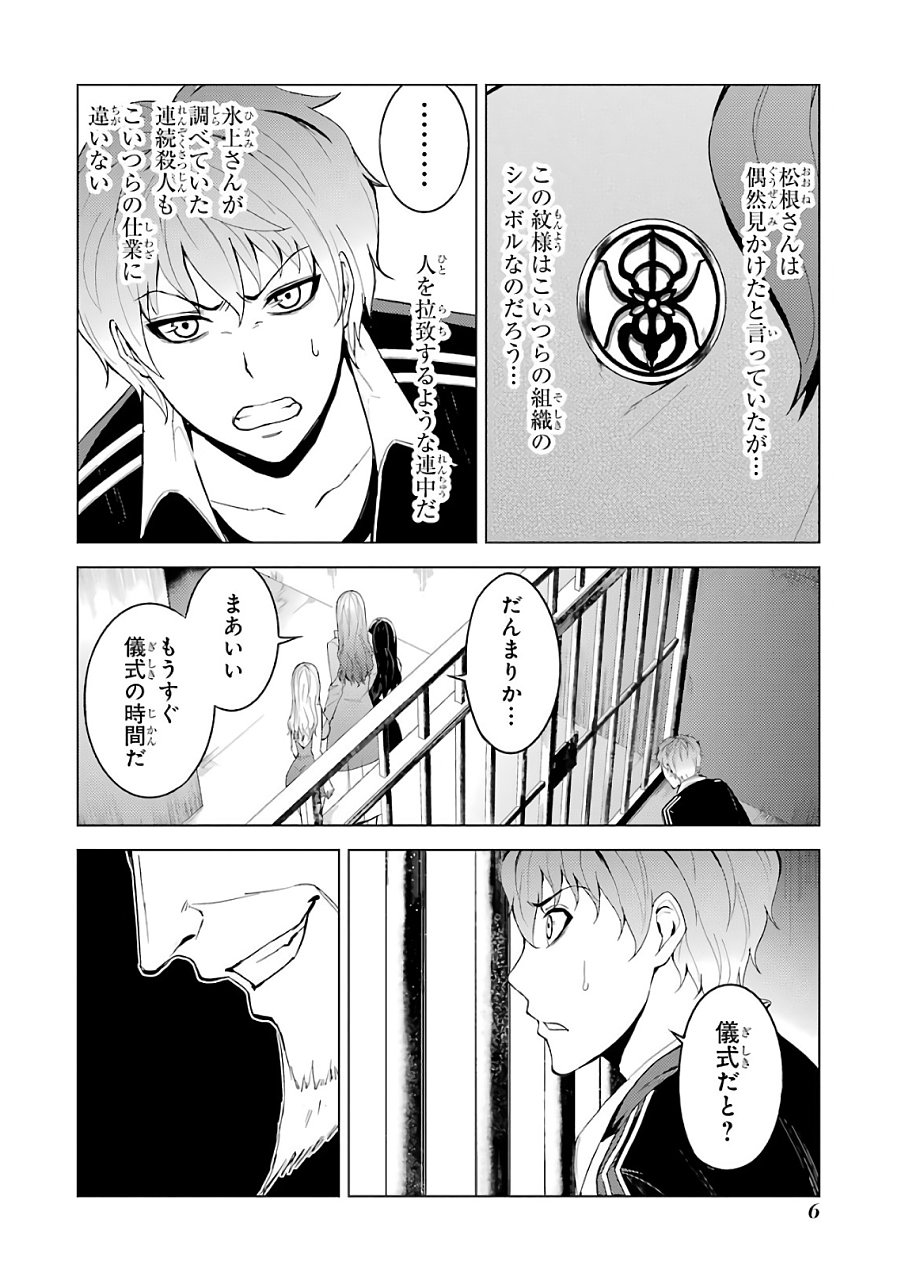 松根さんは
偶然見かけたと言っていたが…
この紋様はこいつらの組織の
シンボルなのだろう…
………
人を拉致するような連中だ
氷上さんが
調べていた
連続殺人も
こいつらの仕業に
違いない
だんまりか…
まあいい
もうすぐ
儀式の時間だ
儀式だと？
6